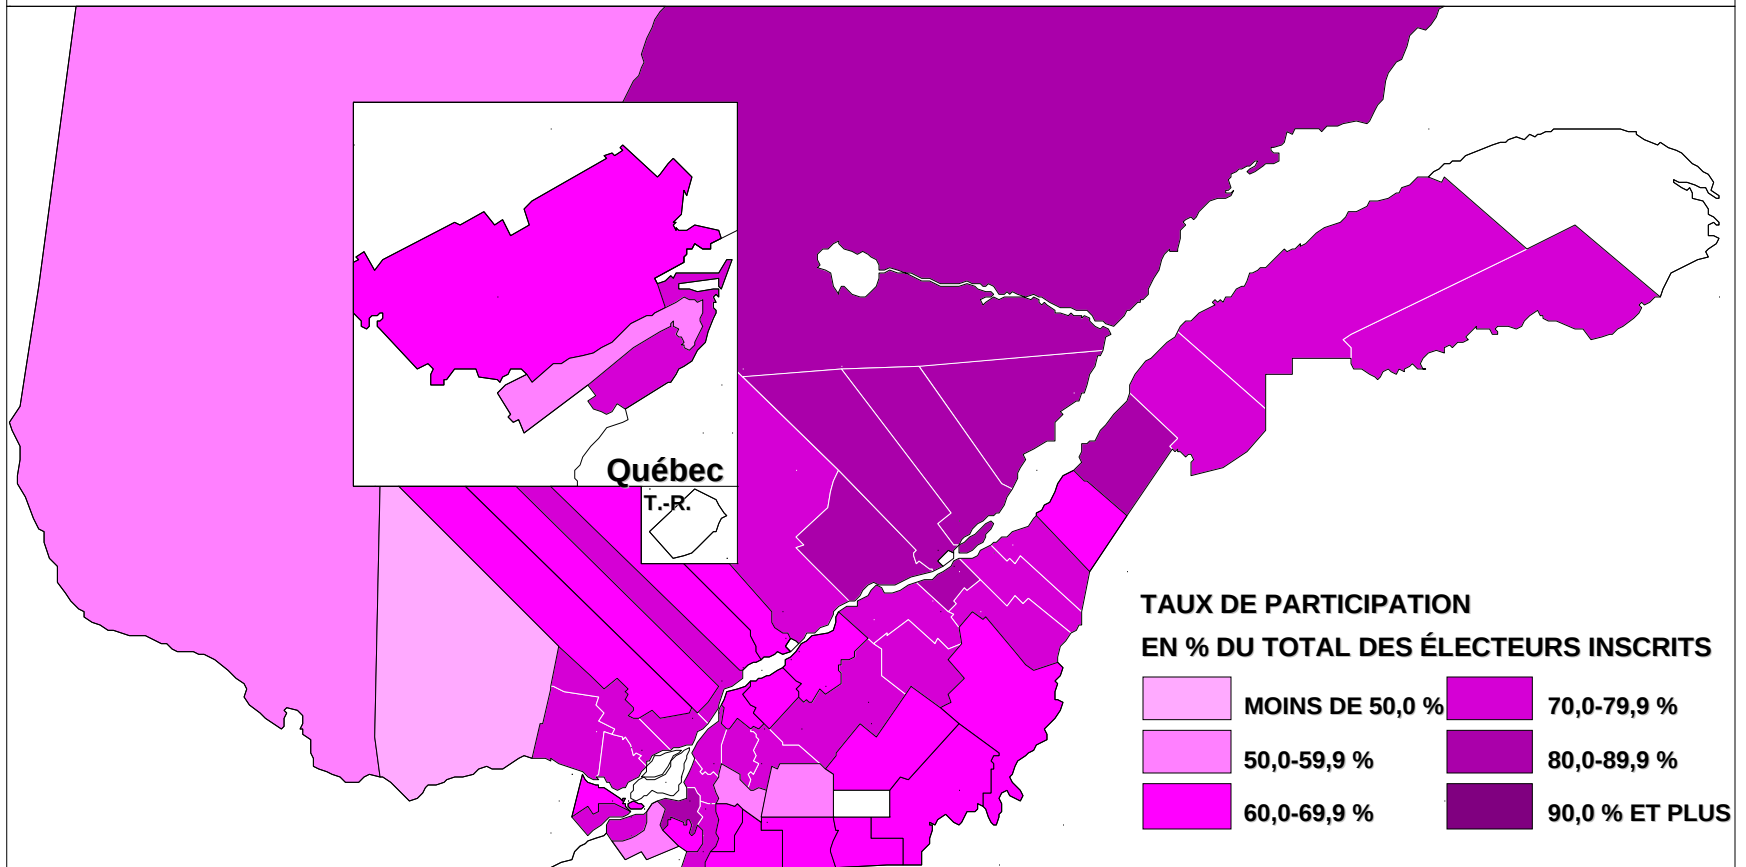 Québec
T.-R.
TAUX DE PARTICIPATION
EN % DU TOTAL DES ÉLECTEURS INSCRITS
MOINS DE 50,0 %
70,0-79,9 %
50,0-59,9 %
80,0-89,9 %
60,0-69,9 %
90,0 % ET PLUS